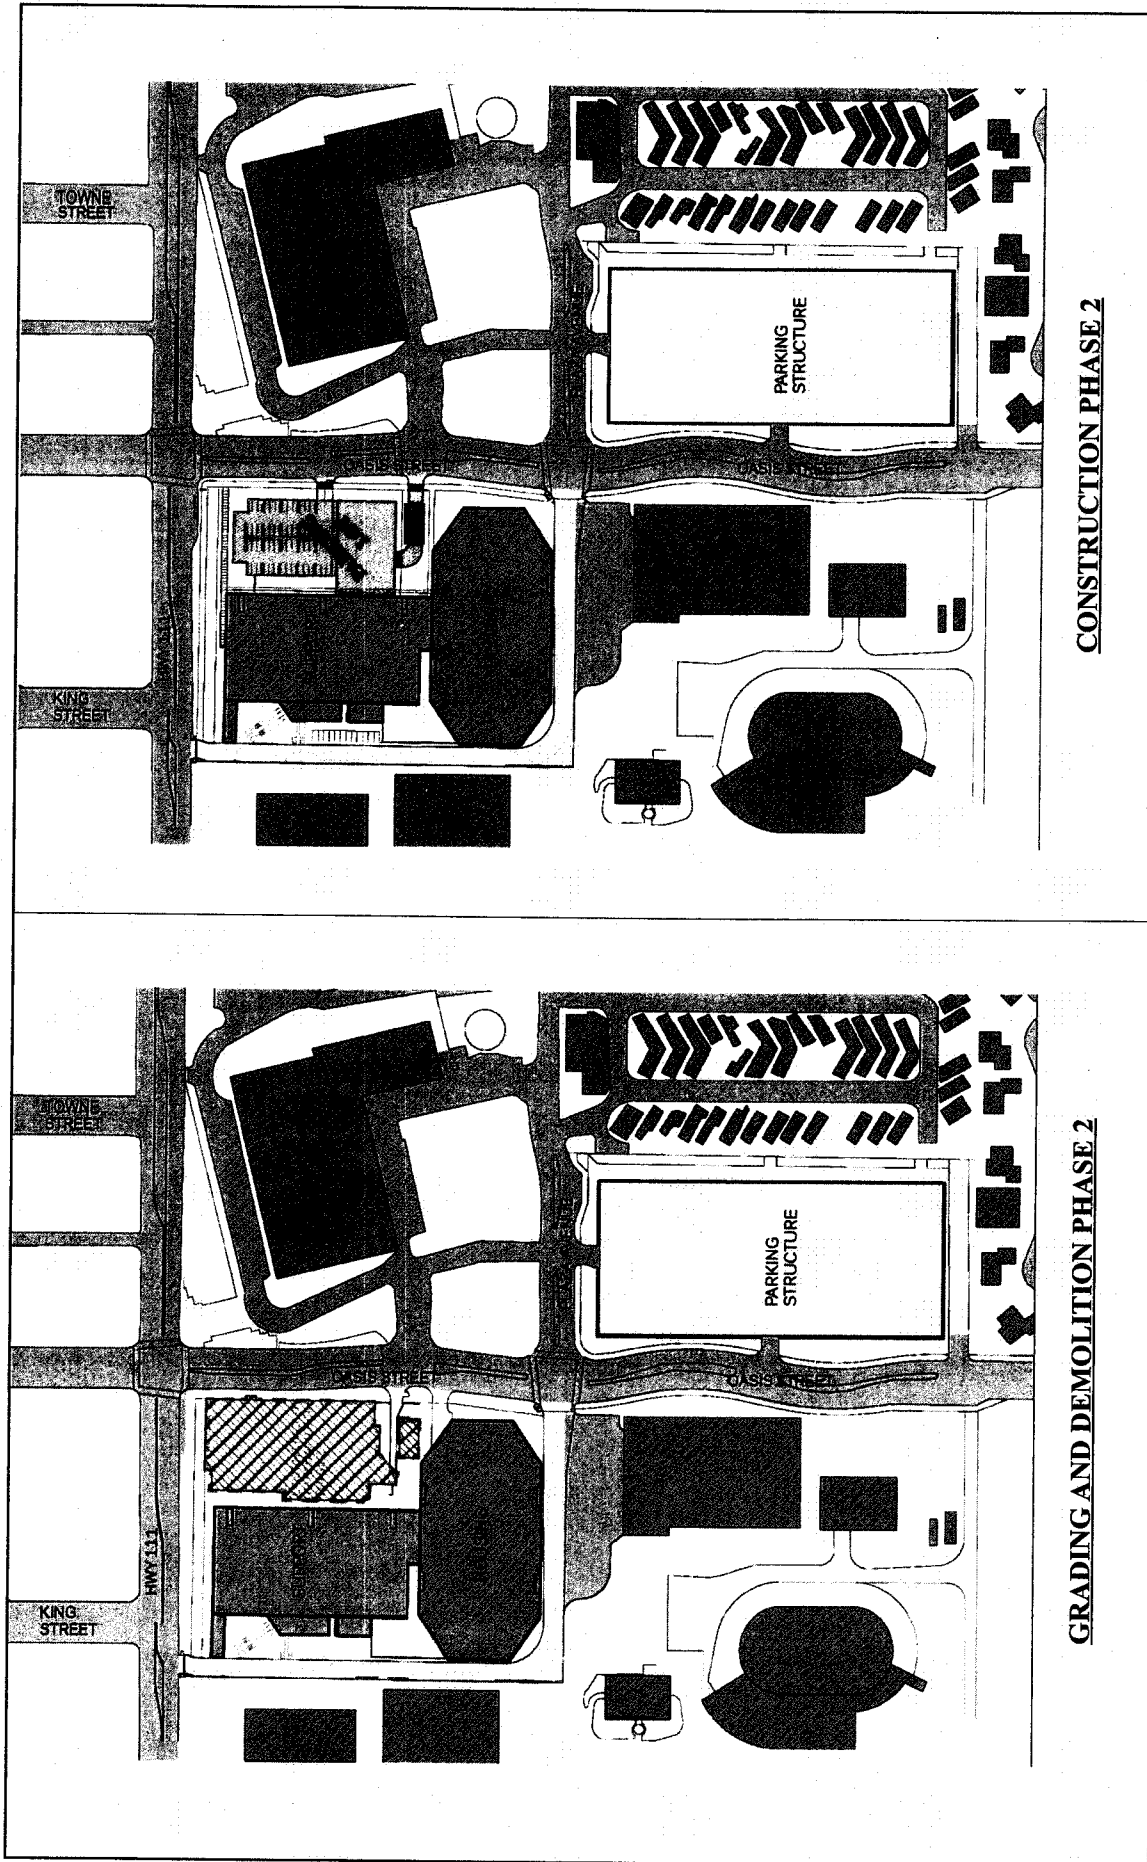 TOWNE
STREET
KING
STREET
OASIS STREET
OASIS STREET
PARKING
STRUCTURE
CONSTRUCTION PHASE 2
TOWNE
STREET
KING
STREET
HWY 111
OASIS STREET
OASIS STREET
PARKING
STRUCTURE
GRADING AND DEMOLITION PHASE 2